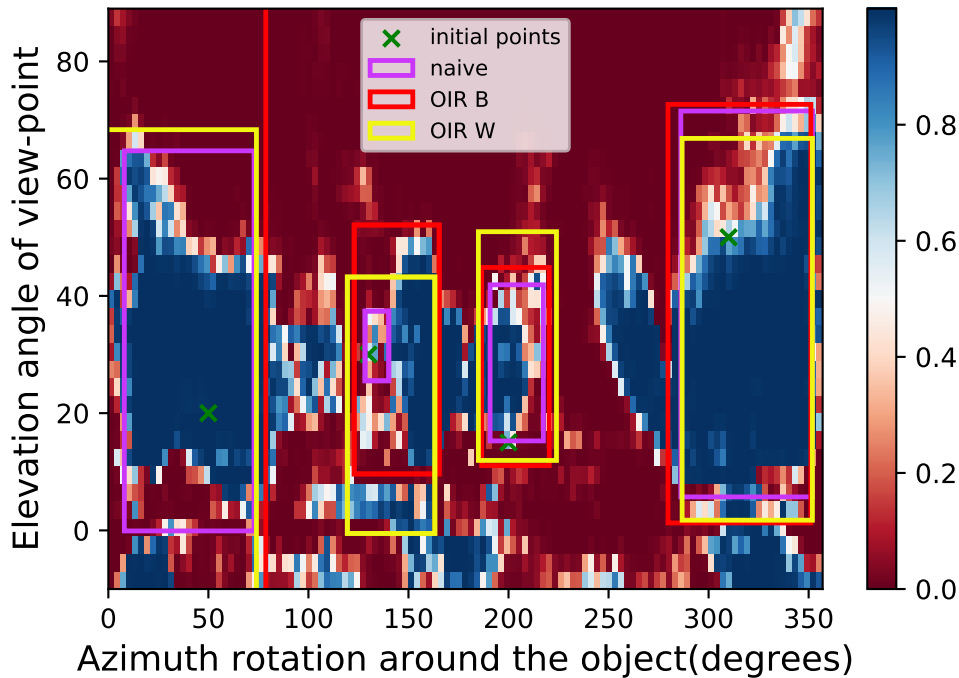 Elevation angle of view-point
80
60
40
20
0
initial points
naive
OIR B
OIR W
0.8
0.6
0.4
0.2
0.0
0 50 100 150 200 250 300 350
Azimuth rotation around the object(degrees)